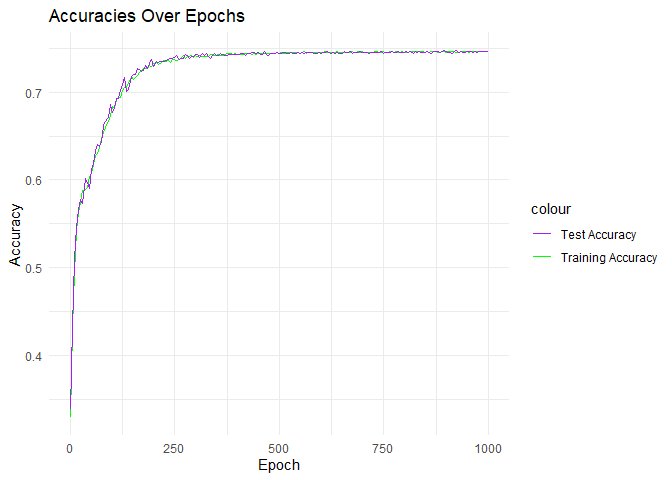 Accuracies Over Epochs
Accuracy
0.7
0.6
0.5
0.4
0
250
500
750
1000
Epoch
colour
Test Accuracy
Training Accuracy